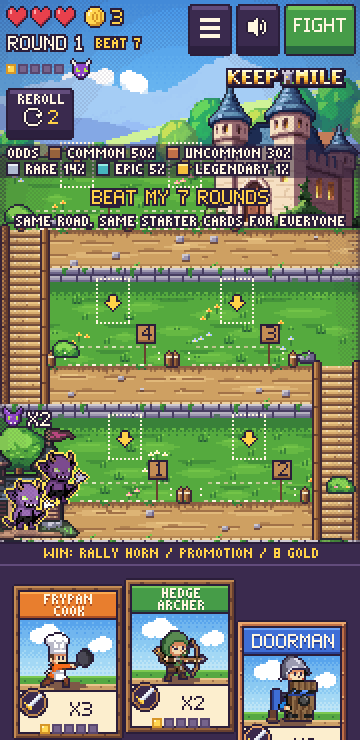 3
FIGHT
ROUND 1 BEAT 7
KEEP MILE
REROLL
2
ODDS COMMON 50% UNCOMMON 30%
RARE 14% EPIC 5% LEGENDARY 1%
BEAT MY 7 ROUNDS
SAME ROAD. SAME STARTER CARDS FOR EVERYONE
4
3
X2
1
2
WIN: RALLY HORN / PROMOTION / 8 GOLD
FRYPAN
COOK
X3
HEDGE
ARCHER
X2
DOORMAN